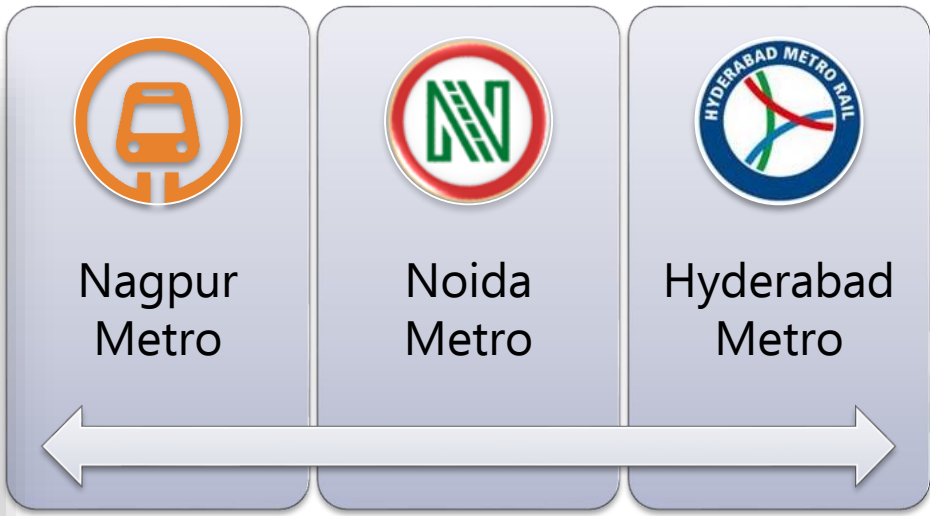 HYDERABAD METRO RAIL
Nagpur
Metro
Noida
Metro
Hyderabad
Metro